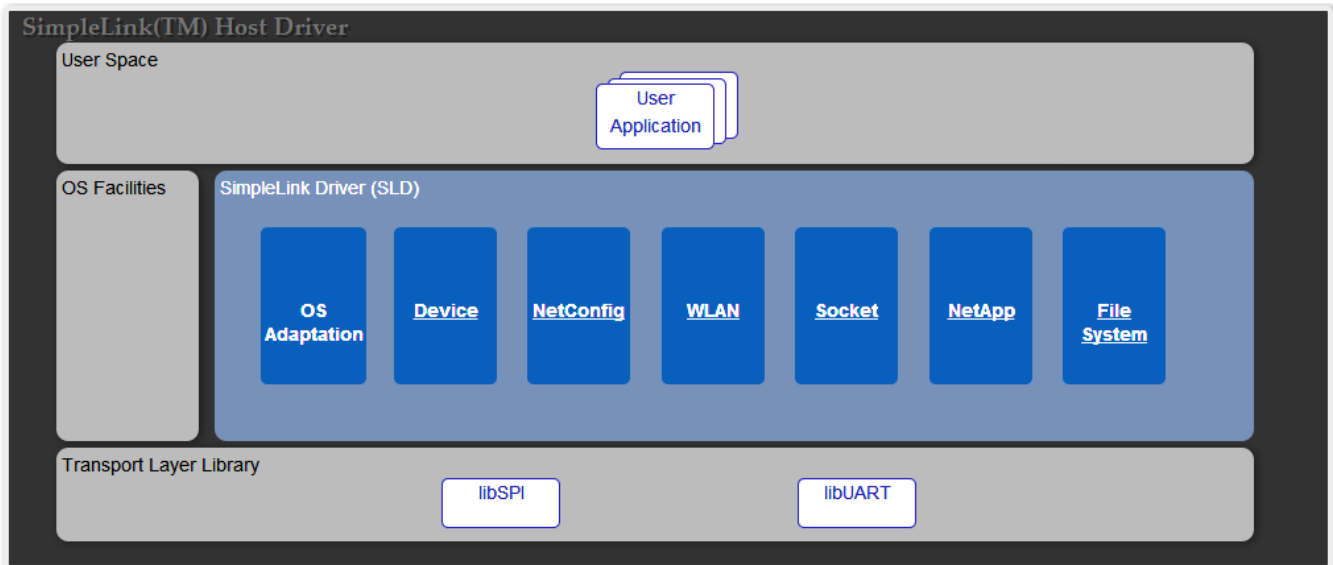 SimpleLink(TM) Host Driver
User Space
User
Application
OS Facilities
SimpleLink Driver (SLD)
OS
Adaptation
Device
NetConfig
WLAN
Socket
NetApp
File
System
Transport Layer Library
libSPI
libUART